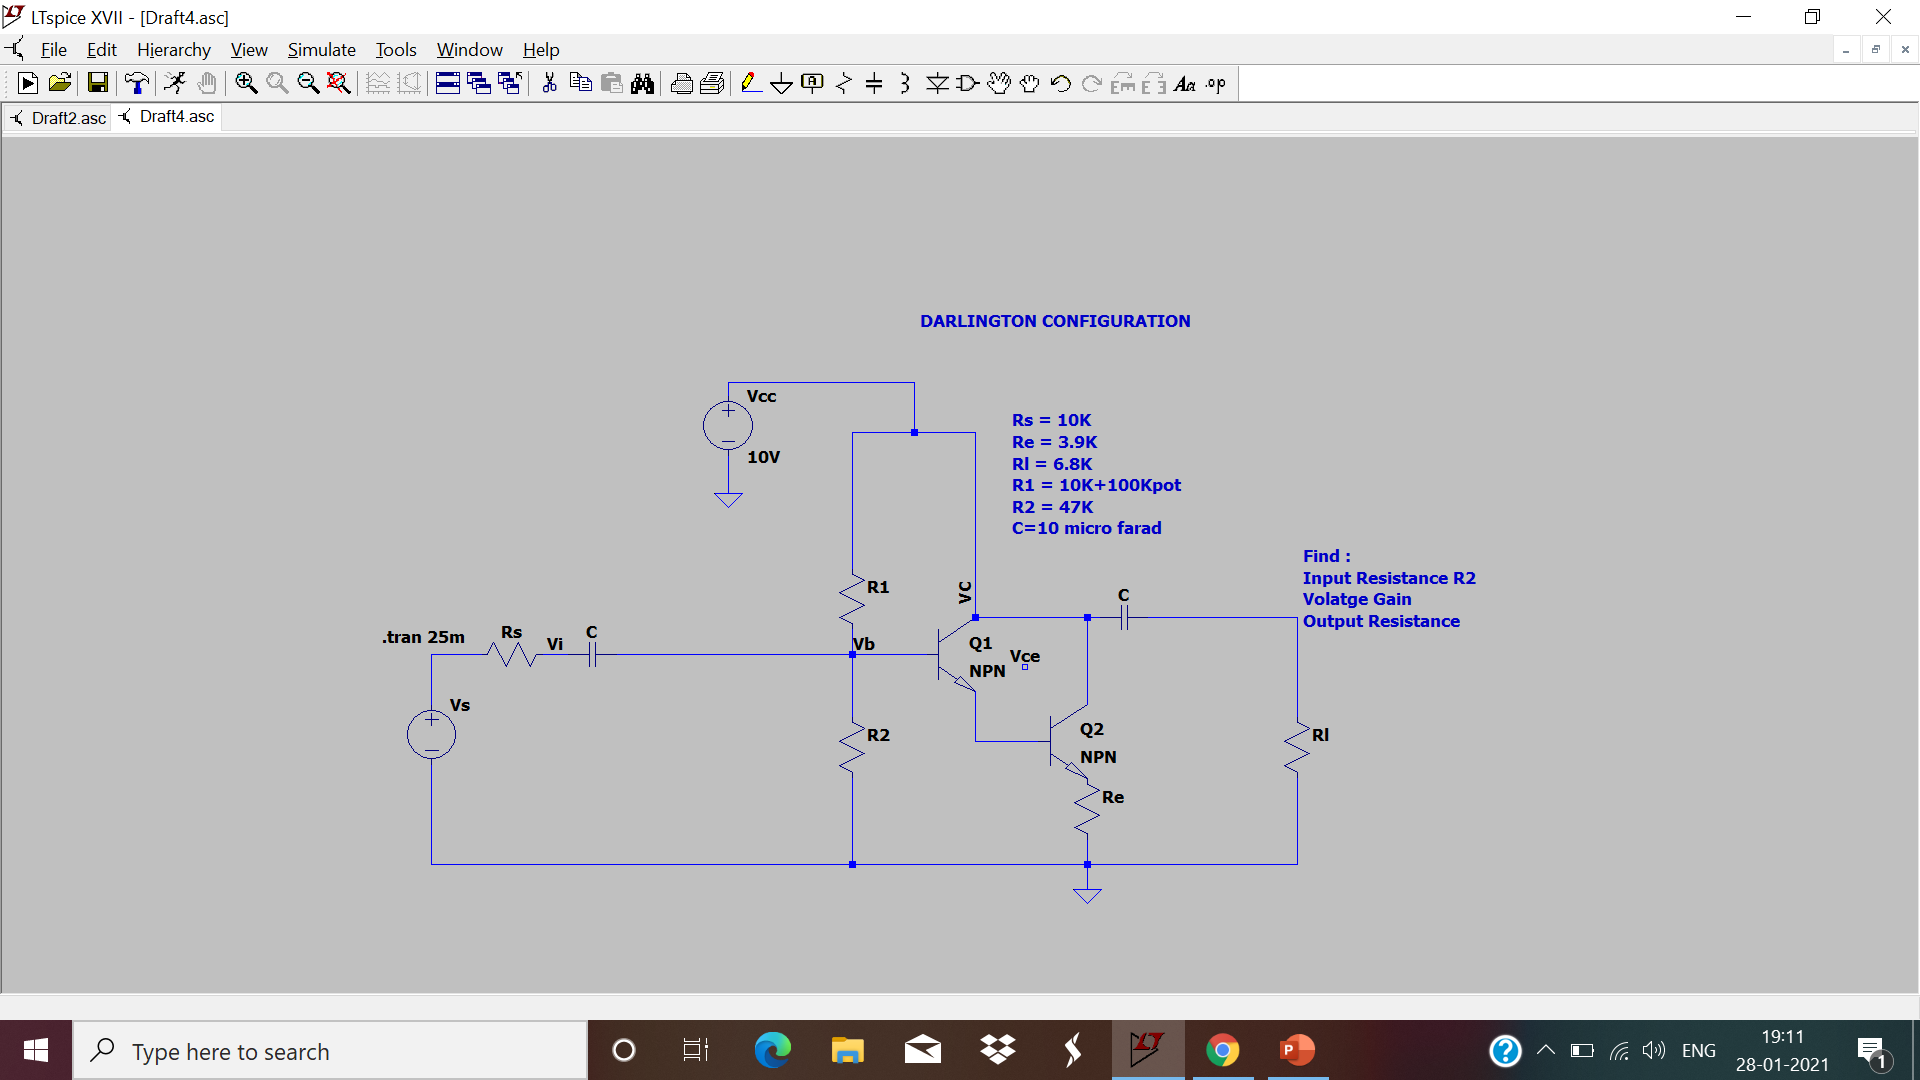 LTspice XVII - [Draft4.asc]
File Edit Hierarchy View Simulate Tools Window Help
Draft2.asc Draft4.asc
DARLINGTON CONFIGURATION
Vcc
10V
Rs = 10K
Re = 3.9K
Rl = 6.8K
R1 = 10K+100Kpot
R2 = 47K
C=10 micro farad
Find :
Input Resistance R2
Volatge Gain
Output Resistance
R1
VC
C
.tran 25m
Rs
Vi
C
Vb
Q1
NPN
Vce
Vs
R2
Q2
NPN
Rl
Re
Type here to search
ENG
19:11
28-01-2021
1